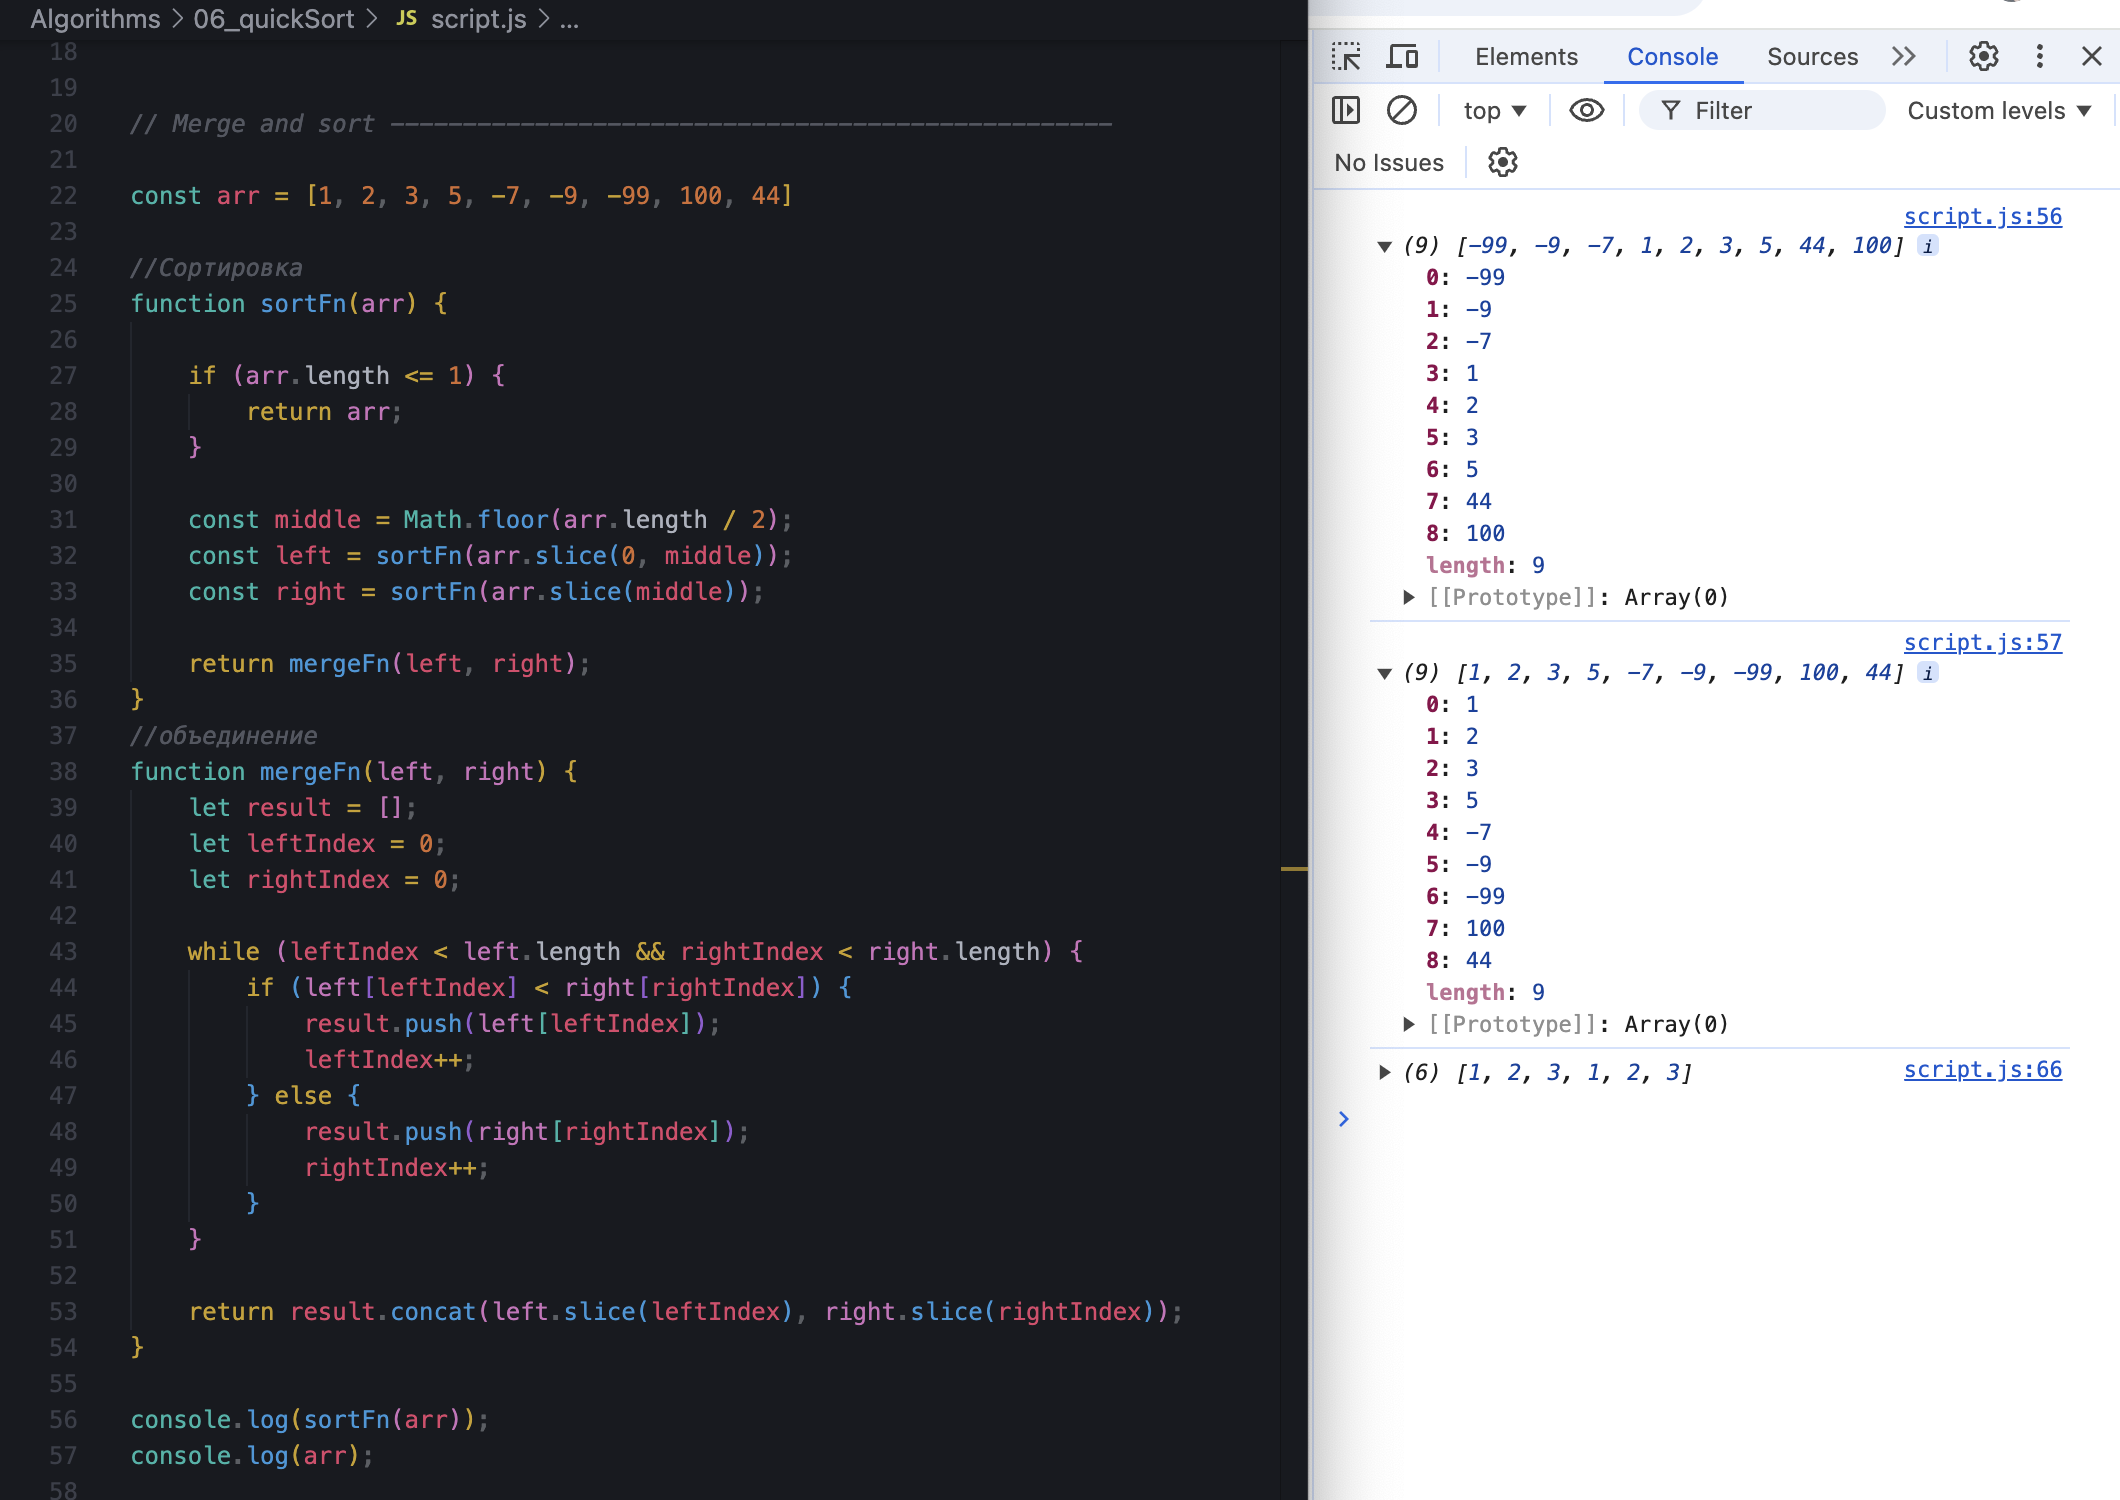 Algorithms > 06_quickSort > JS script.js > ...
18
19
20 // Merge and sort --------------------------------------------------
21
22 const arr = [1, 2, 3, 5, -7, -9, -99, 100, 44]
23
24 //Сортировка
25 function sortFn(arr) {
26
27     if (arr.length <= 1) {
28         return arr;
29     }
30
31     const middle = Math.floor(arr.length / 2);
32     const left = sortFn(arr.slice(0, middle));
33     const right = sortFn(arr.slice(middle));
34
35     return mergeFn(left, right);
36 }
37 //объединение
38 function mergeFn(left, right) {
39     let result = [];
40     let leftIndex = 0;
41     let rightIndex = 0;
42
43     while (leftIndex < left.length && rightIndex < right.length) {
44         if (left[leftIndex] < right[rightIndex]) {
45             result.push(left[leftIndex]);
46             leftIndex++;
47         } else {
48             result.push(right[rightIndex]);
49             rightIndex++;
50         }
51     }
52
53     return result.concat(left.slice(leftIndex), right.slice(rightIndex));
54 }
55
56 console.log(sortFn(arr));
57 console.log(arr);
58
Elements Console Sources
top Filter Custom levels
No Issues
script.js:56
(9) [-99, -9, -7, 1, 2, 3, 5, 44, 100] i
0: -99
1: -9
2: -7
3: 1
4: 2
5: 3
6: 5
7: 44
8: 100
length: 9
[[Prototype]]: Array(0)
script.js:57
(9) [1, 2, 3, 5, -7, -9, -99, 100, 44] i
0: 1
1: 2
2: 3
3: 5
4: -7
5: -9
6: -99
7: 100
8: 44
length: 9
[[Prototype]]: Array(0)
(6) [1, 2, 3, 1, 2, 3] script.js:66